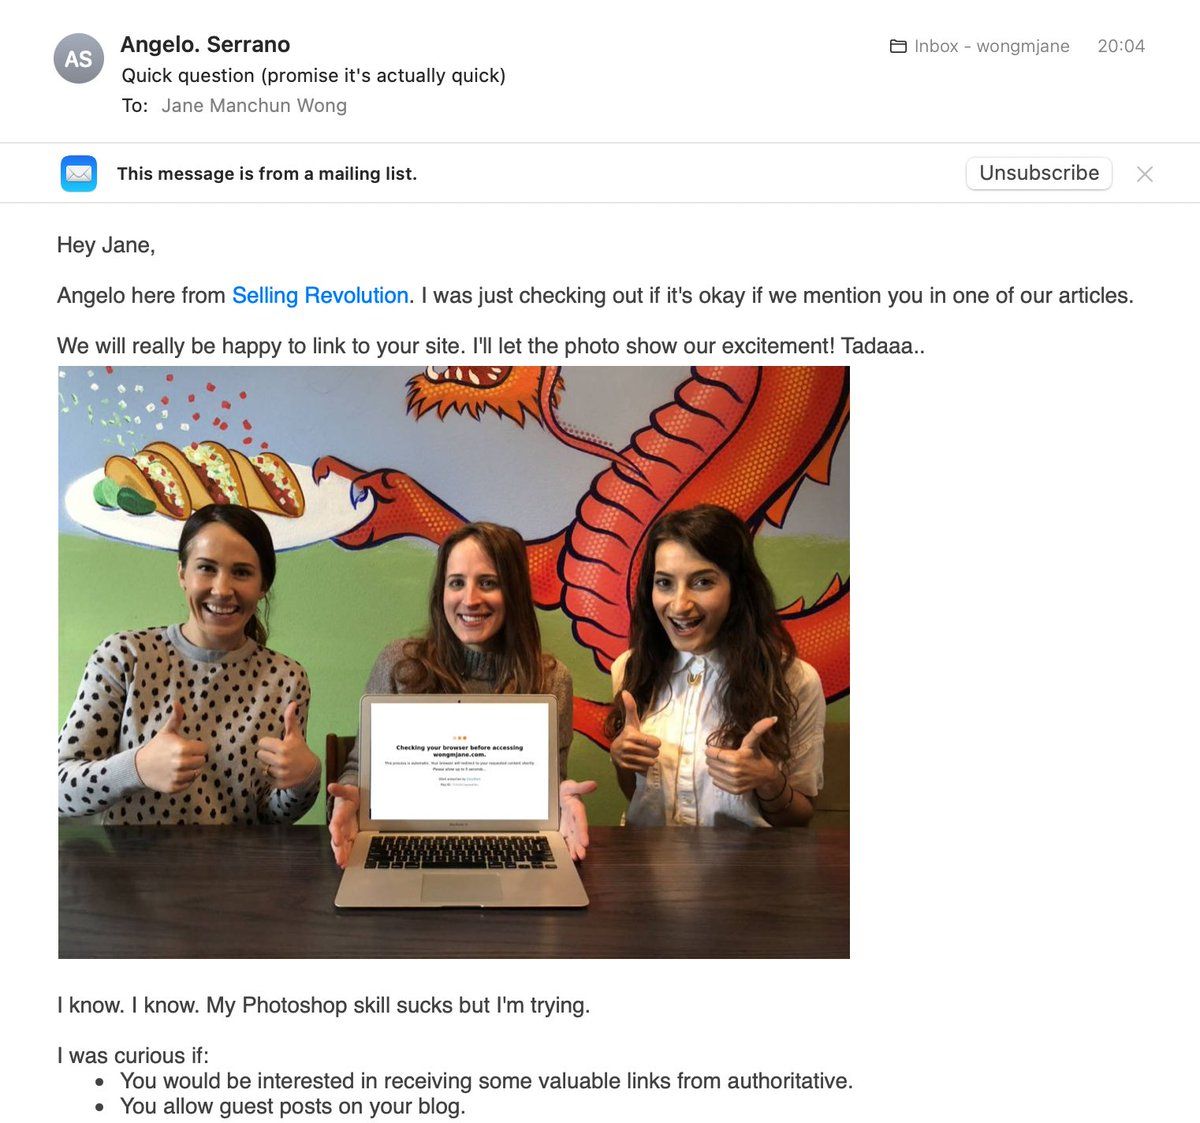 AS
Angelo. Serrano
Inbox - wongmjane 20:04
Quick question (promise it's actually quick)
To: Jane Manchun Wong
This message is from a mailing list.
Unsubscribe
Hey Jane,
Angelo here from Selling Revolution. I was just checking out if it's okay if we mention you in one of our articles.
We will really be happy to link to your site. I'll let the photo show our excitement! Tadaaa..
Checking your browser before accessing
wongmjane.com.
This process is automatic. Your browser will redirect to your requested content shortly.
Please allow up to 5 seconds...
I know. I know. My Photoshop skill sucks but I'm trying.
I was curious if:
• You would be interested in receiving some valuable links from authoritative.
• You allow guest posts on your blog.